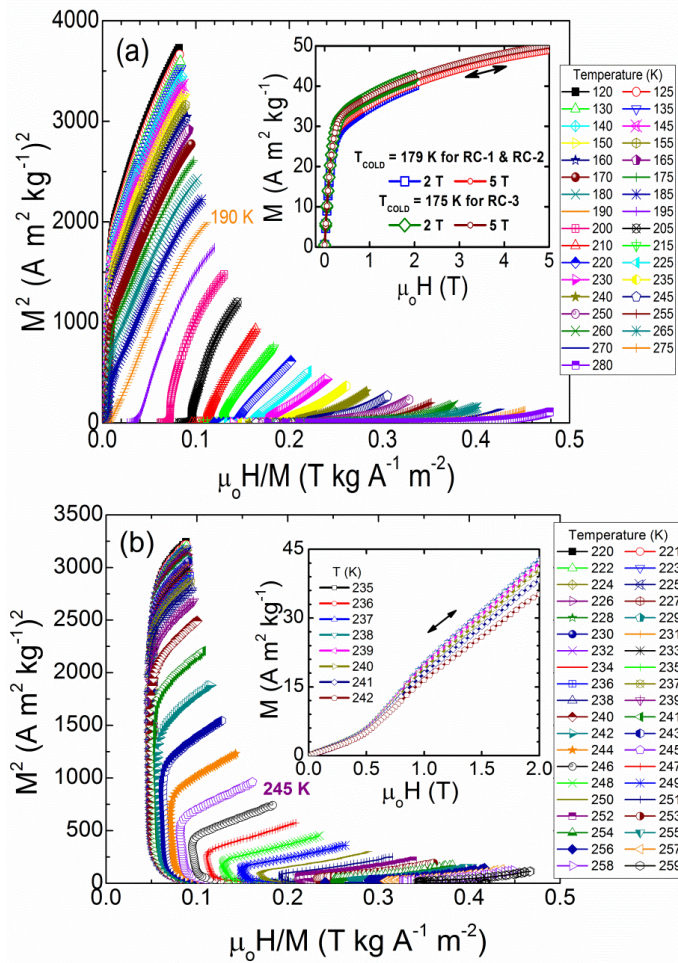 (a)
4000
3000
2000
1000
0
M² (A m² kg⁻¹)²
190 K
0.0 0.1 0.2 0.3 0.4 0.5
μ₀H/M (T kg A⁻¹ m⁻²)
50
40
30
20
10
0
M (A m² kg⁻¹)
T_COLD = 179 K for RC-1 & RC-2
2 T 5 T
T_COLD = 175 K for RC-3
2 T 5 T
0 1 2 3 4 5
μ₀H (T)
Temperature (K)
120 125
130 135
140 145
150 155
160 165
170 175
180 185
190 195
200 205
210 215
220 225
230 235
240 245
250 255
260 265
270 275
280
(b)
3500
3000
2500
2000
1500
1000
500
0
M² (A m² kg⁻¹)²
245 K
0.0 0.1 0.2 0.3 0.4 0.5
μ₀H/M (T kg A⁻¹ m⁻²)
45
30
15
0
M (A m² kg⁻¹)
T (K)
235
236
237
238
239
240
241
242
0.0 0.5 1.0 1.5 2.0
μ₀H (T)
Temperature (K)
220 221
222 223
224 225
226 227
228 229
230 231
232 233
234 235
236 237
238 239
240 241
242 243
244 245
246 247
248 249
250 251
252 253
254 255
256 257
258 259